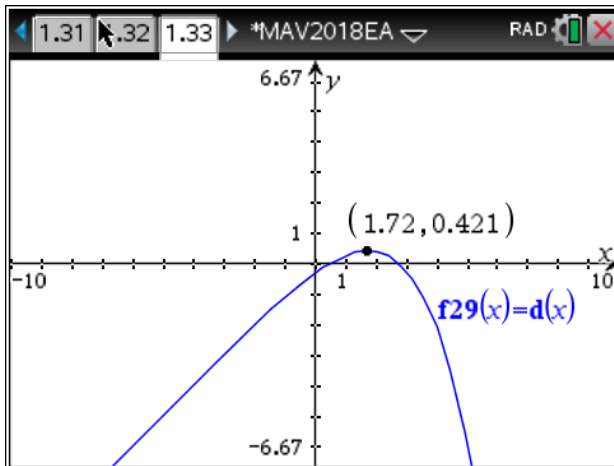 1.31 1.32 1.33 *MAV2018EA RAD
6.67 y
(1.72,0.421)
1
x
-10 1 10
f29(x)=d(x)
-6.67